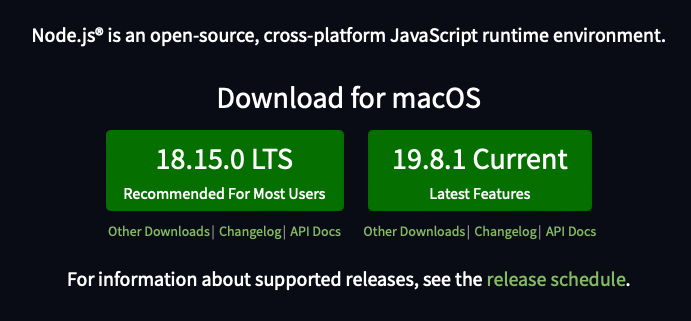 Node.js® is an open-source, cross-platform JavaScript runtime environment.
Download for macOS
18.15.0 LTS
Recommended For Most Users
19.8.1 Current
Latest Features
Other Downloads | Changelog | API Docs
Other Downloads | Changelog | API Docs
For information about supported releases, see the release schedule.